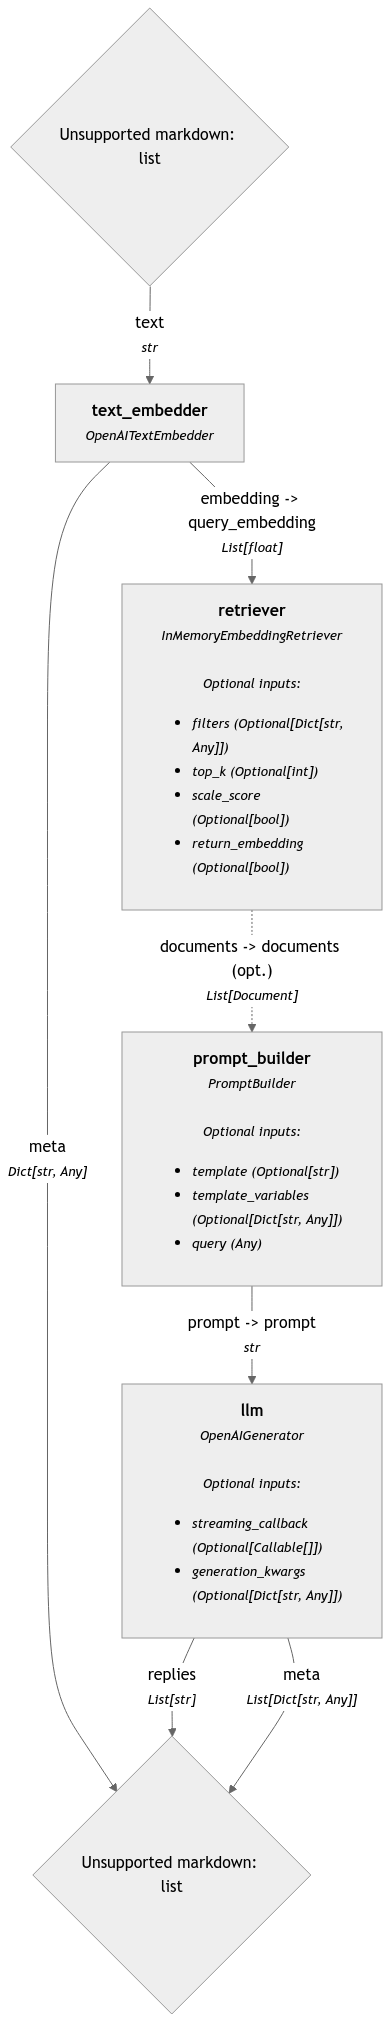 Unsupported markdown:
list
text
str
text_embedder
OpenAITextEmbedder
embedding ->
query_embedding
List[float]
retriever
InMemoryEmbeddingRetriever
Optional inputs:
• filters (Optional[Dict[str,
Any]])
• top_k (Optional[int])
• scale_score
(Optional[bool])
• return_embedding
(Optional[bool])
documents -> documents
(opt.)
List[Document]
prompt_builder
PromptBuilder
Optional inputs:
• template (Optional[str])
• template_variables
(Optional[Dict[str, Any]])
• query (Any)
meta
Dict[str, Any]
prompt -> prompt
str
llm
OpenAIGenerator
Optional inputs:
• streaming_callback
(Optional[Callable[]])
• generation_kwargs
(Optional[Dict[str, Any]])
replies
List[str]
meta
List[Dict[str, Any]]
Unsupported markdown:
list